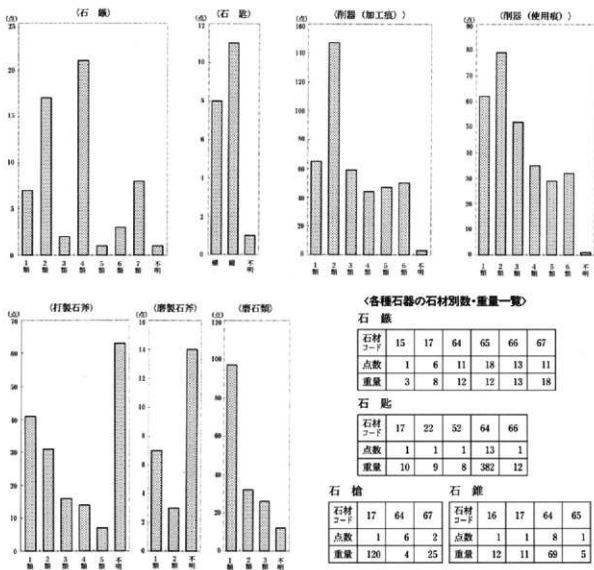 〈石 鏃〉
(点)
25
20
15
10
5
0
1類 2類 3類 4類 5類 6類 7類 不明
〈石 匙〉
(点)
12
10
8
6
4
2
0
横 縦 不明
〈削器(加工痕)〉
(点)
160
140
120
100
80
60
40
20
0
1類 2類 3類 4類 5類 6類 不明
〈削器(使用痕)〉
(点)
90
80
70
60
50
40
30
20
10
0
1類 2類 3類 4類 5類 6類 不明
〈打製石斧〉
(点)
70
60
50
40
30
20
10
0
1類 2類 3類 4類 5類 不明
〈磨製石斧〉
(点)
16
14
12
10
8
6
4
2
0
1類 2類 不明
〈磨石類〉
(点)
120
100
80
60
40
20
0
1類 2類 3類 不明
〈各種石器の石材別数・重量一覧〉
石 鏃
石材コード 15 17 64 65 66 67
点数 1 6 11 18 13 11
重量 3 8 12 12 13 18
石 匙
石材コード 17 22 52 64 66
点数 1 1 1 13 1
重量 10 9 8 382 12
石 槍
石材コード 17 64 67
点数 1 6 2
重量 120 4 25
石 錐
石材コード 16 17 64 65
点数 1 1 8 1
重量 12 11 69 5